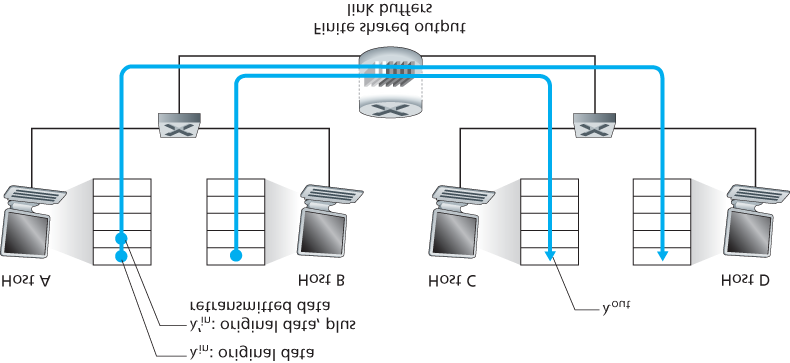 λin: original data
λ′in: original data, plus
retransmitted data
λout
Host A
Host B
Host C
Host D
Finite shared output
link buffers